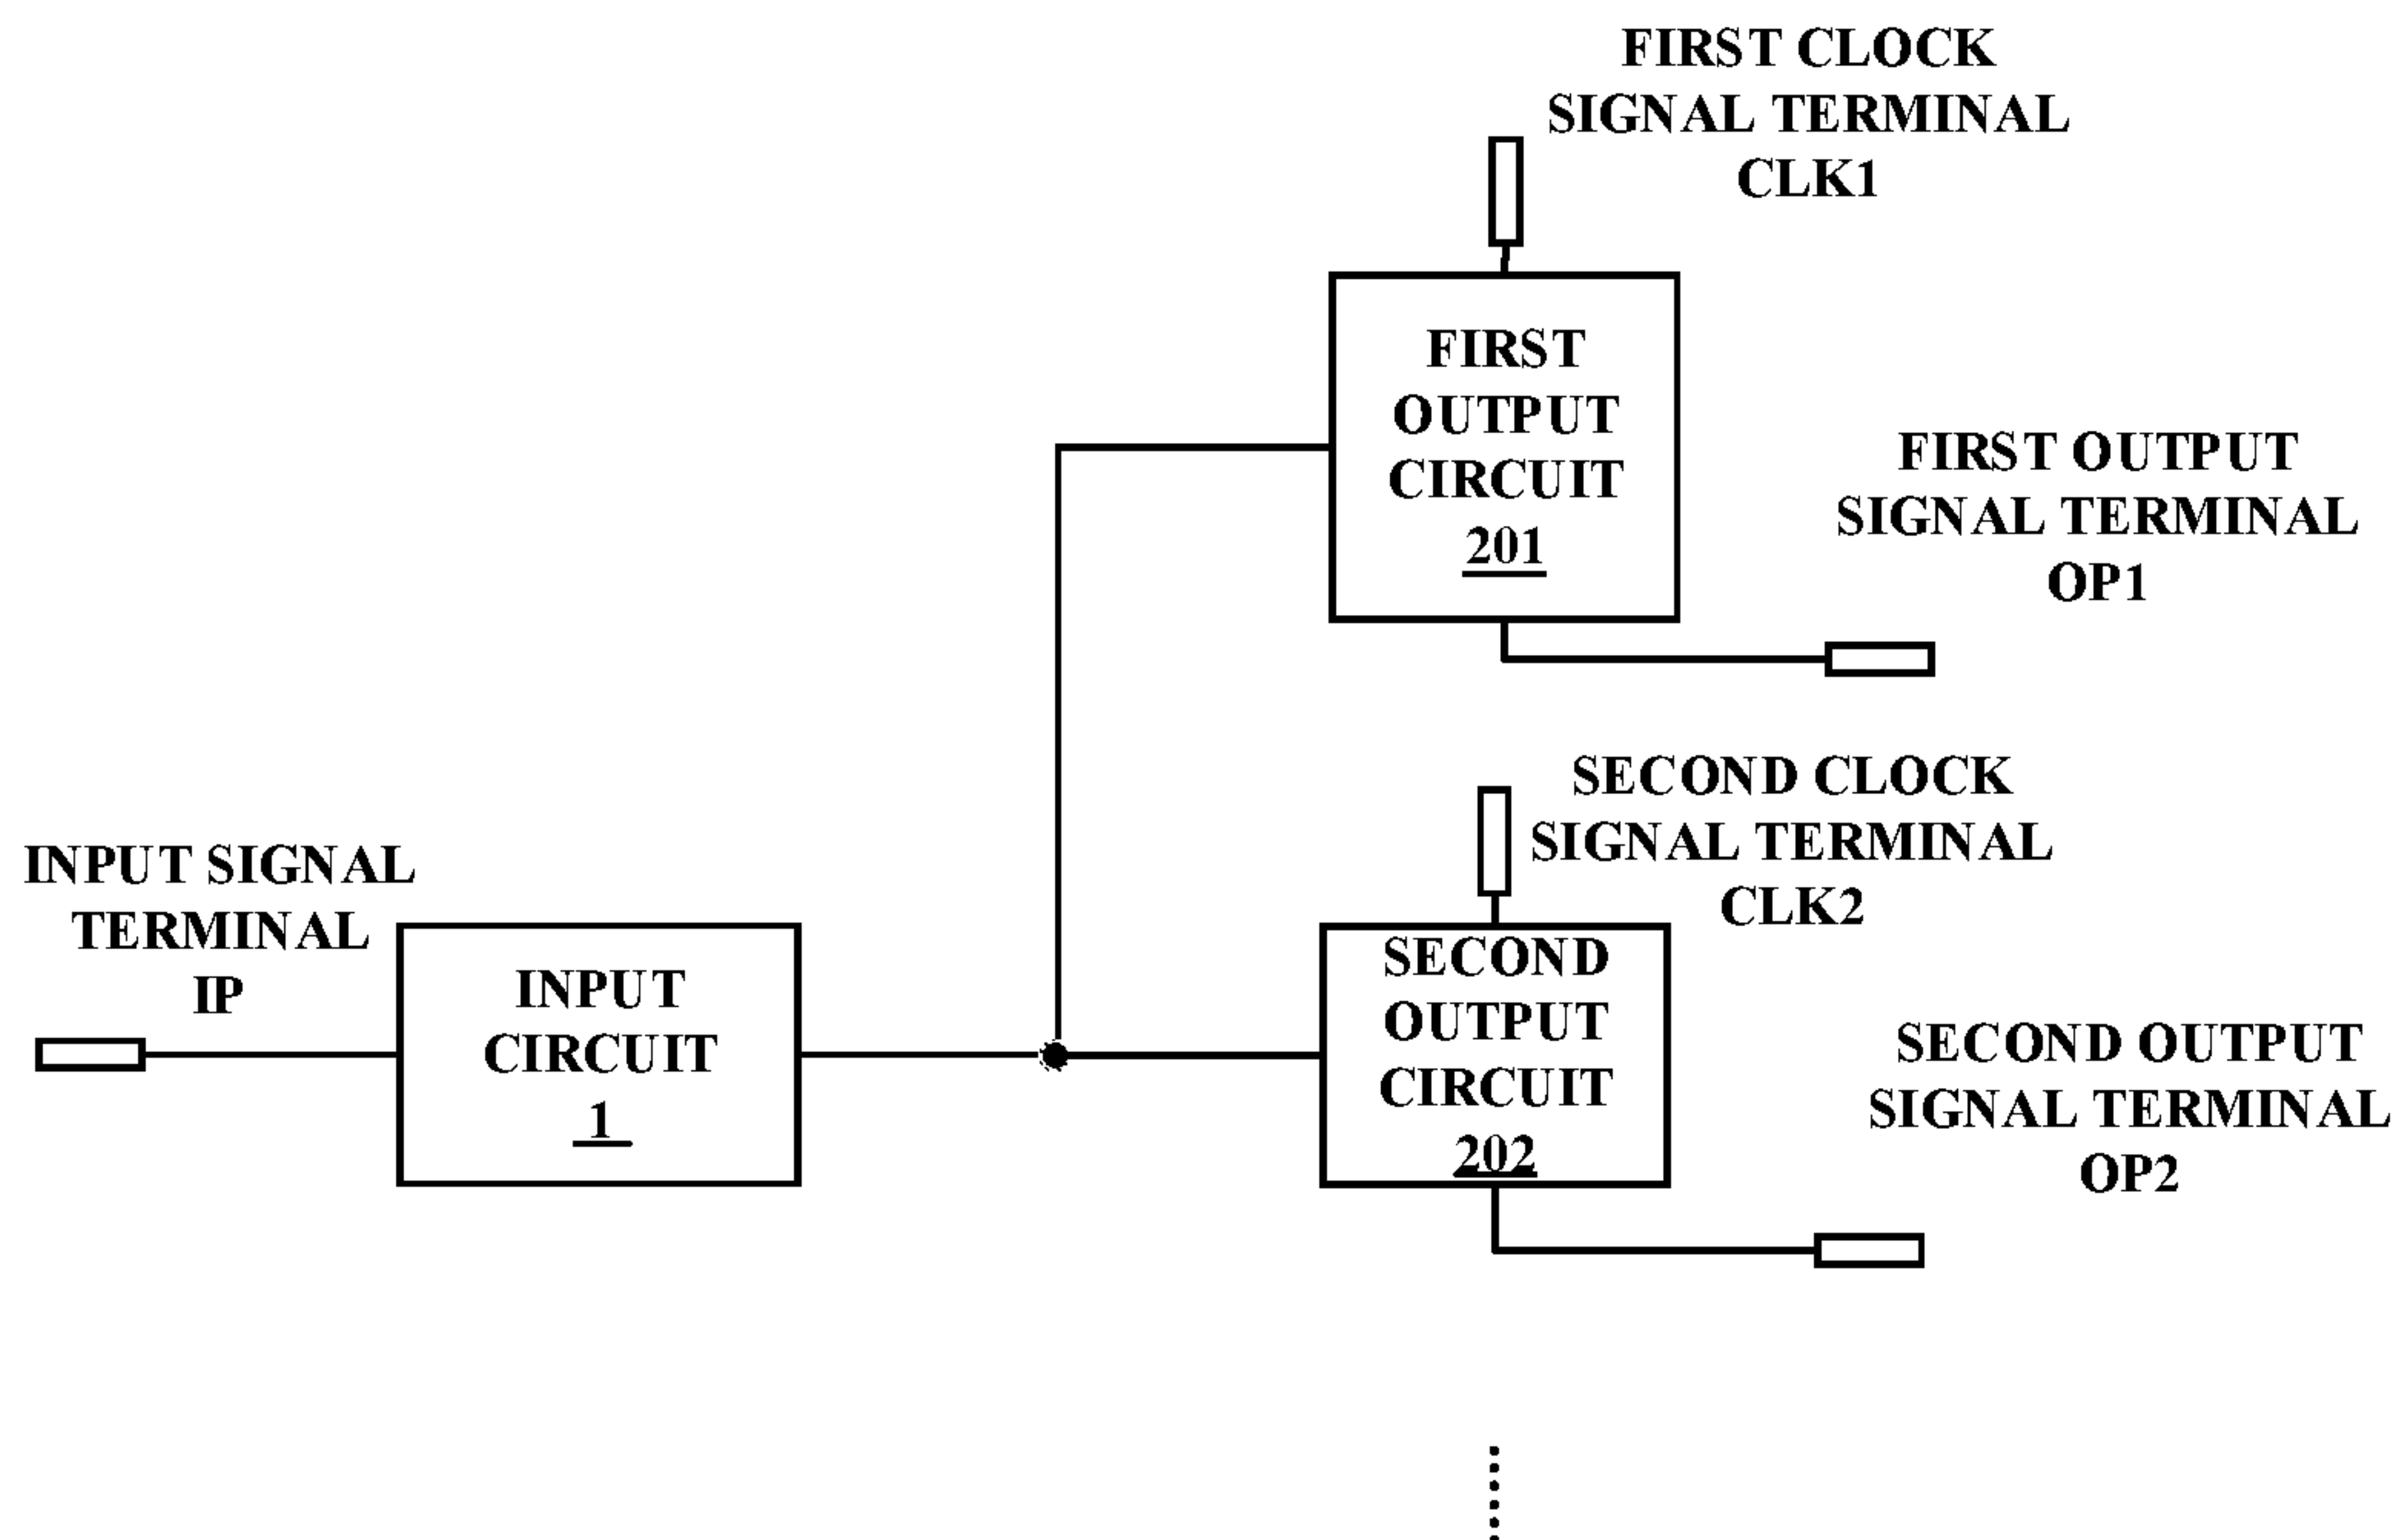 FIRST CLOCK
SIGNAL TERMINAL
CLK1
FIRST
OUTPUT
CIRCUIT
201
FIRST OUTPUT
SIGNAL TERMINAL
OP1
SECOND CLOCK
SIGNAL TERMINAL
CLK2
INPUT SIGNAL
TERMINAL
IP
INPUT
CIRCUIT
1
SECOND
OUTPUT
CIRCUIT
202
SECOND OUTPUT
SIGNAL TERMINAL
OP2